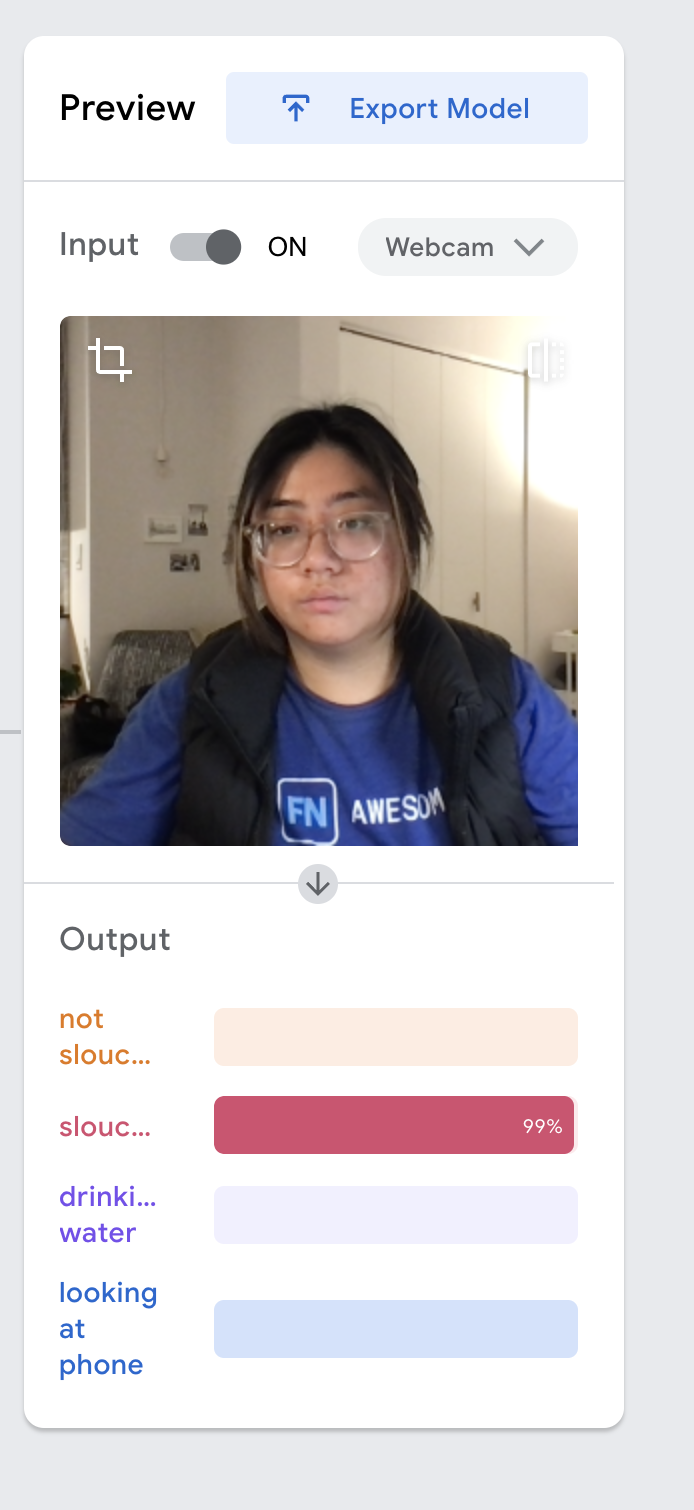 Preview
Export Model
Input
ON
Webcam
FN AWESOM
Output
not
slouc...
slouc...
99%
drinki...
water
looking
at
phone